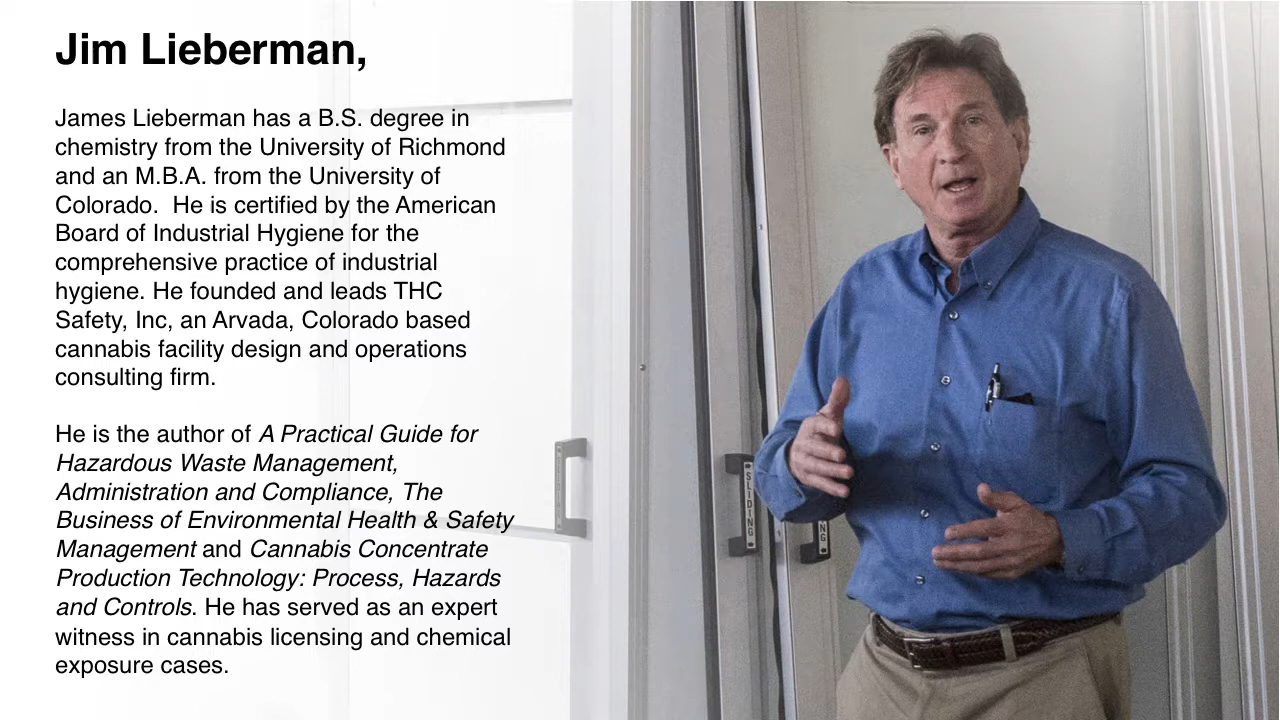 Jim Lieberman,
James Lieberman has a B.S. degree in
chemistry from the University of Richmond
and an M.B.A. from the University of
Colorado.  He is certified by the American
Board of Industrial Hygiene for the
comprehensive practice of industrial
hygiene. He founded and leads THC
Safety, Inc, an Arvada, Colorado based
cannabis facility design and operations
consulting firm.
He is the author of A Practical Guide for
Hazardous Waste Management,
Administration and Compliance, The
Business of Environmental Health & Safety
Management and Cannabis Concentrate
Production Technology: Process, Hazards
and Controls. He has served as an expert
witness in cannabis licensing and chemical
exposure cases.
SLIDING
NG